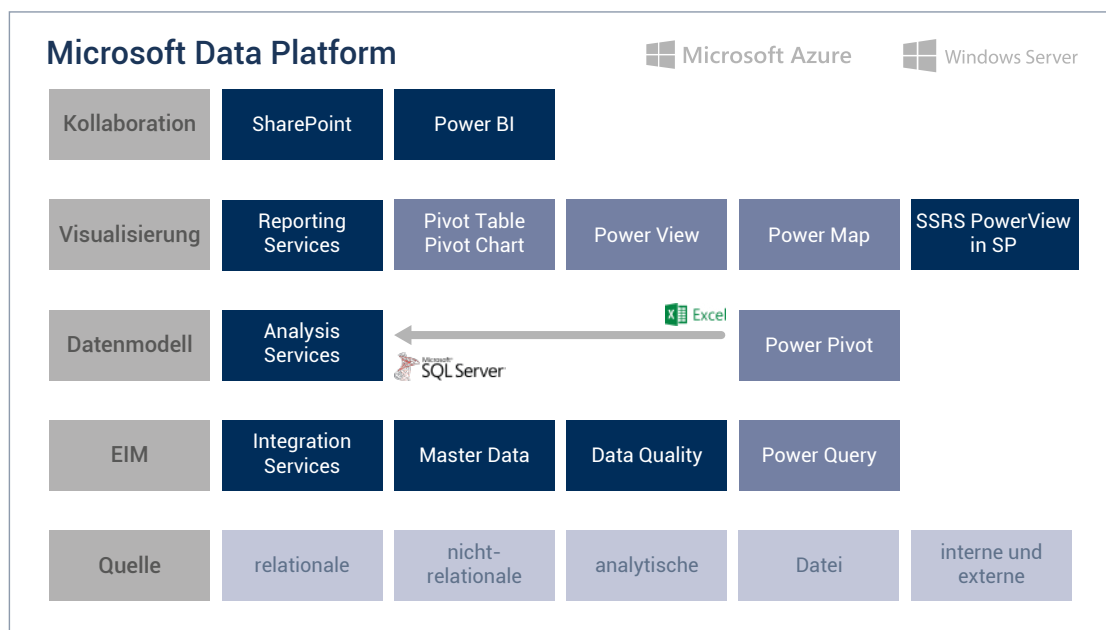 Microsoft Data Platform
Microsoft Azure
Windows Server
Kollaboration
SharePoint
Power BI
Visualisierung
Reporting
Services
Pivot Table
Pivot Chart
Power View
Power Map
SSRS PowerView
in SP
Datenmodell
Analysis
Services
Excel
Microsoft
SQL Server
Power Pivot
EIM
Integration
Services
Master Data
Data Quality
Power Query
Quelle
relationale
nicht-
relationale
analytische
Datei
interne und
externe